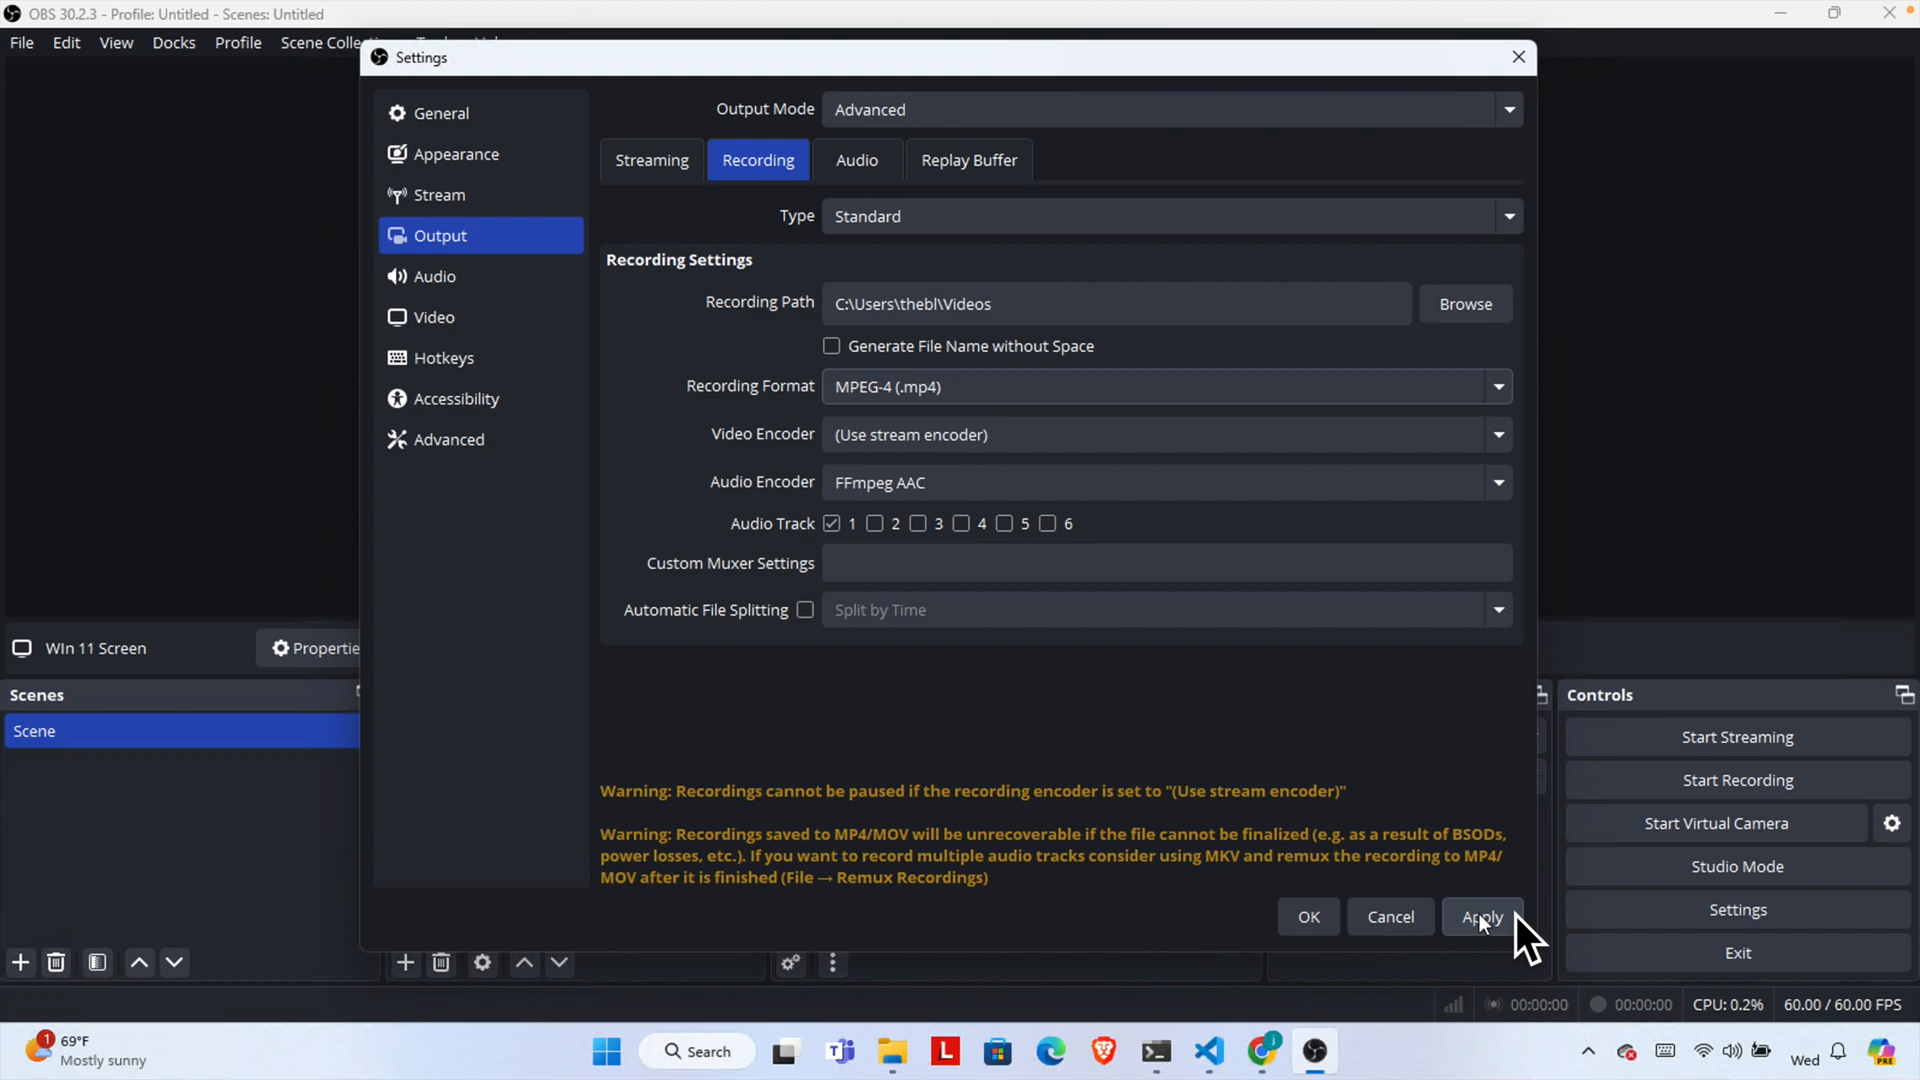 OBS 30.2.3 - Profile: Untitled - Scenes: Untitled
File Edit View Docks Profile
Settings
General
Appearance
Stream
Output
Audio
Video
Hotkeys
Accessibility
Advanced
Output Mode Advanced
Streaming Recording Audio Replay Buffer
Type Standard
Recording Settings
Recording Path C:\Users\thebl\Videos Browse
Generate File Name without Space
Recording Format MPEG-4 (.mp4)
Video Encoder (Use stream encoder)
Audio Encoder FFmpeg AAC
Audio Track 1 2 3 4 5 6
Custom Muxer Settings
Automatic File Splitting Split by Time
Warning: Recordings cannot be paused if the recording encoder is set to "(Use stream encoder)"
Warning: Recordings saved to MP4/MOV will be unrecoverable if the file cannot be finalized (e.g. as a result of BSODs,
power losses, etc.). If you want to record multiple audio tracks consider using MKV and remux the recording to MP4/
MOV after it is finished (File → Remux Recordings)
OK Cancel Apply
WIn 11 Screen Propertie
Scenes
Scene
Controls
Start Streaming
Start Recording
Start Virtual Camera
Studio Mode
Settings
Exit
00:00:00 00:00:00 CPU: 0.2% 60.00 / 60.00 FPS
1 69°F
Mostly sunny
Search
L
J
Wed
PRE